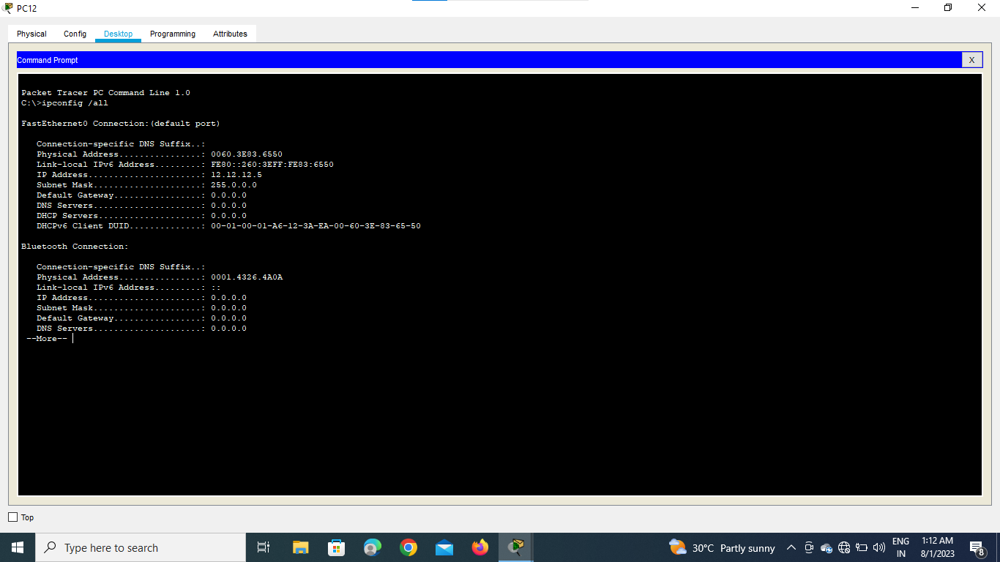 PC12
Physical Config Desktop Programming Attributes
Command Prompt X
Packet Tracer PC Command Line 1.0
C:\>ipconfig /all
FastEthernet0 Connection:(default port)
Connection-specific DNS Suffix..:
Physical Address................: 0060.3E83.6550
Link-local IPv6 Address.........: FE80::260:3EFF:FE83:6550
IP Address......................: 12.12.12.5
Subnet Mask.....................: 255.0.0.0
Default Gateway.................: 0.0.0.0
DNS Servers.....................: 0.0.0.0
DHCP Servers....................: 0.0.0.0
DHCPv6 Client DUID..............: 00-01-00-01-A6-12-3A-EA-00-60-3E-83-65-50
Bluetooth Connection:
Connection-specific DNS Suffix..:
Physical Address................: 0001.4326.4A0A
Link-local IPv6 Address.........: ::
IP Address......................: 0.0.0.0
Subnet Mask.....................: 0.0.0.0
Default Gateway.................: 0.0.0.0
DNS Servers.....................: 0.0.0.0
--More--
Top
Type here to search
30°C Partly sunny
ENG
IN
1:12 AM
8/1/2023
8